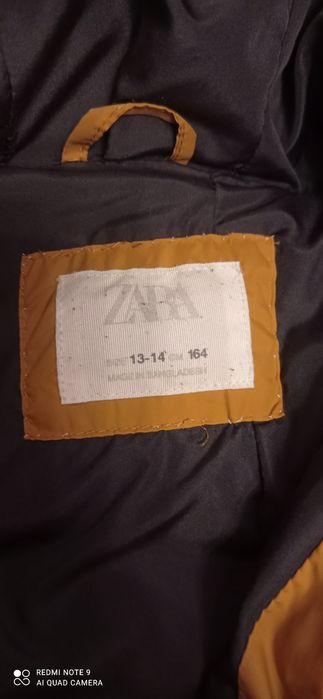 ZARA
SIZE 13-14 CM 164
MADE IN BANGLADESH
REDMI NOTE 9
AI QUAD CAMERA